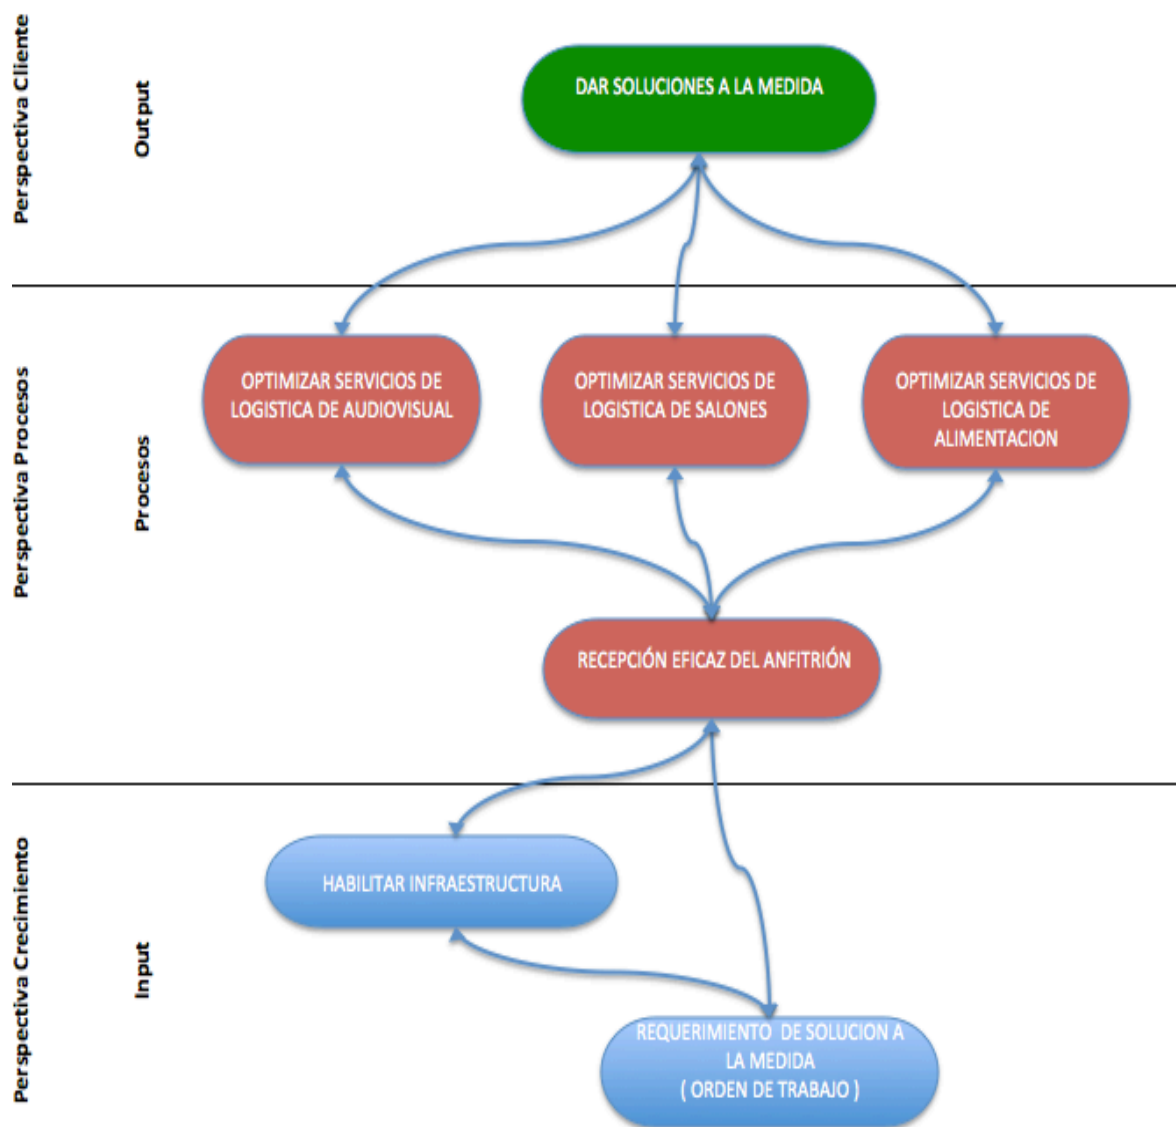 Perspectiva Cliente
Output
DAR SOLUCIONES A LA MEDIDA
Perspectiva Procesos
Procesos
OPTIMIZAR SERVICIOS DE
LOGISTICA DE AUDIOVISUAL
OPTIMIZAR SERVICIOS DE
LOGISTICA DE SALONES
OPTIMIZAR SERVICIOS DE
LOGISTICA DE
ALIMENTACION
RECEPCIÓN EFICAZ DEL ANFITRIÓN
Perspectiva Crecimiento
Input
HABILITAR INFRAESTRUCTURA
REQUERIMIENTO DE SOLUCION A
LA MEDIDA
( ORDEN DE TRABAJO )